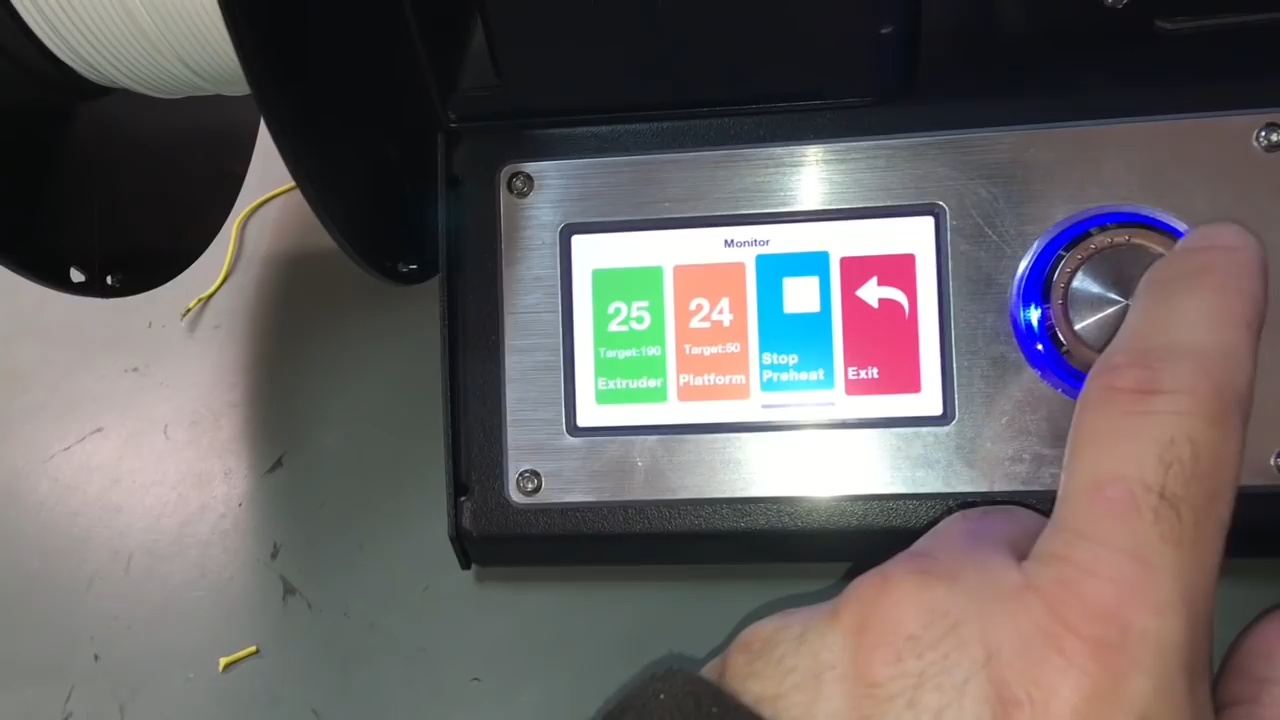 Monitor
25
Target:190
Extruder
24
Target:50
Platform
Stop
Preheat
Exit